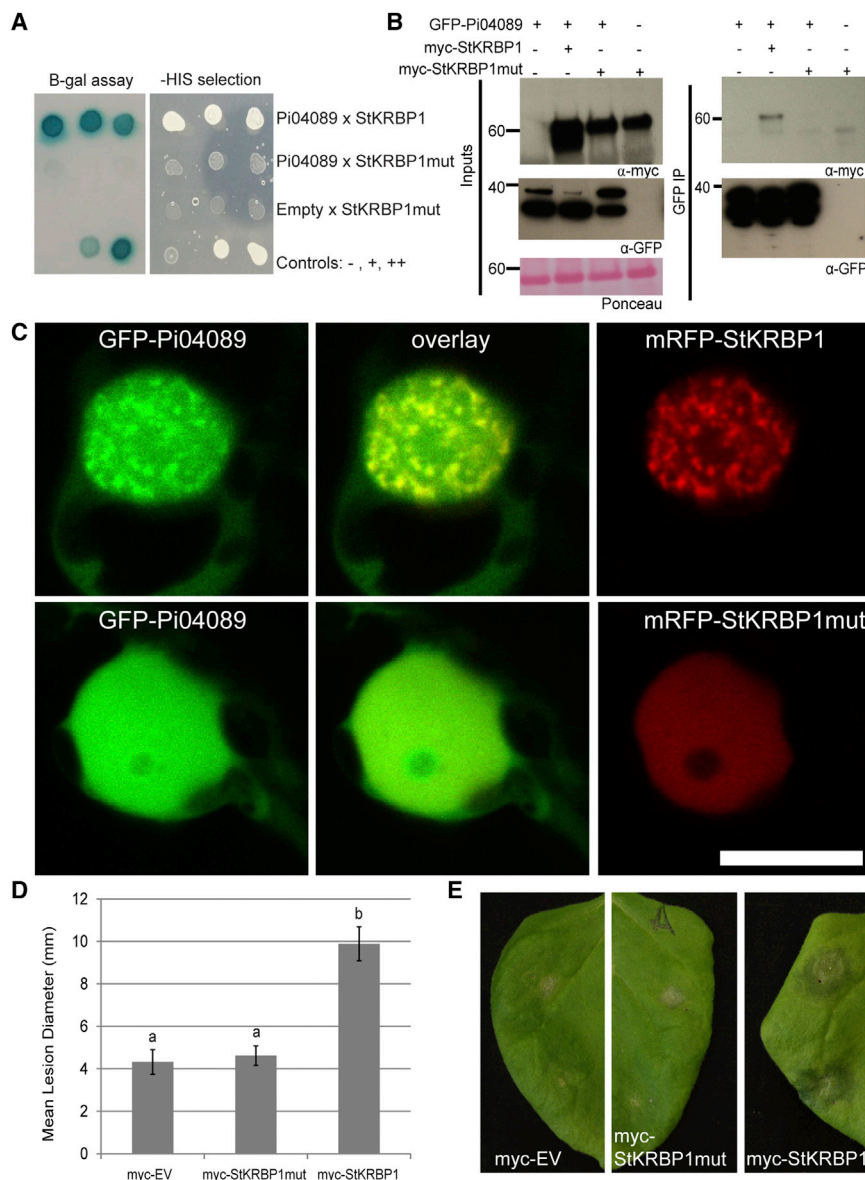 A
B-gal assay
-HIS selection
Pi04089 x StKRBP1
Pi04089 x StKRBP1mut
Empty x StKRBP1mut
Controls: - , +, ++
B
GFP-Pi04089 + + + - + + + -
myc-StKRBP1 - + - - - + - -
myc-StKRBP1mut - - + + - - + +
Inputs
60
α-myc
40
α-GFP
60
Ponceau
GFP IP
60
α-myc
40
α-GFP
C
GFP-Pi04089
overlay
mRFP-StKRBP1
GFP-Pi04089
mRFP-StKRBP1mut
D
Mean Lesion Diameter (mm)
12
10
8
6
4
2
0
a
a
b
myc-EV
myc-StKRBP1mut
myc-StKRBP1
E
myc-EV
myc-
StKRBP1mut
myc-StKRBP1